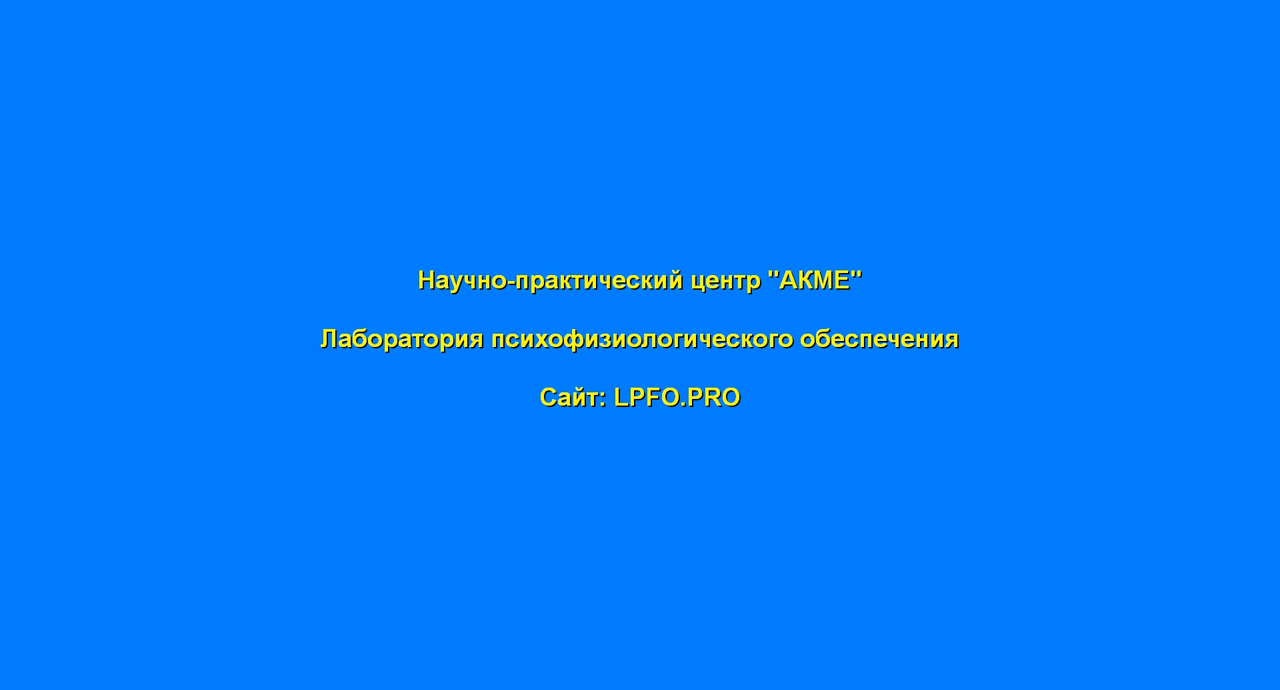 Научно-практический центр "АКМЕ"
Лаборатория психофизиологического обеспечения
Сайт: LPFO.PRO